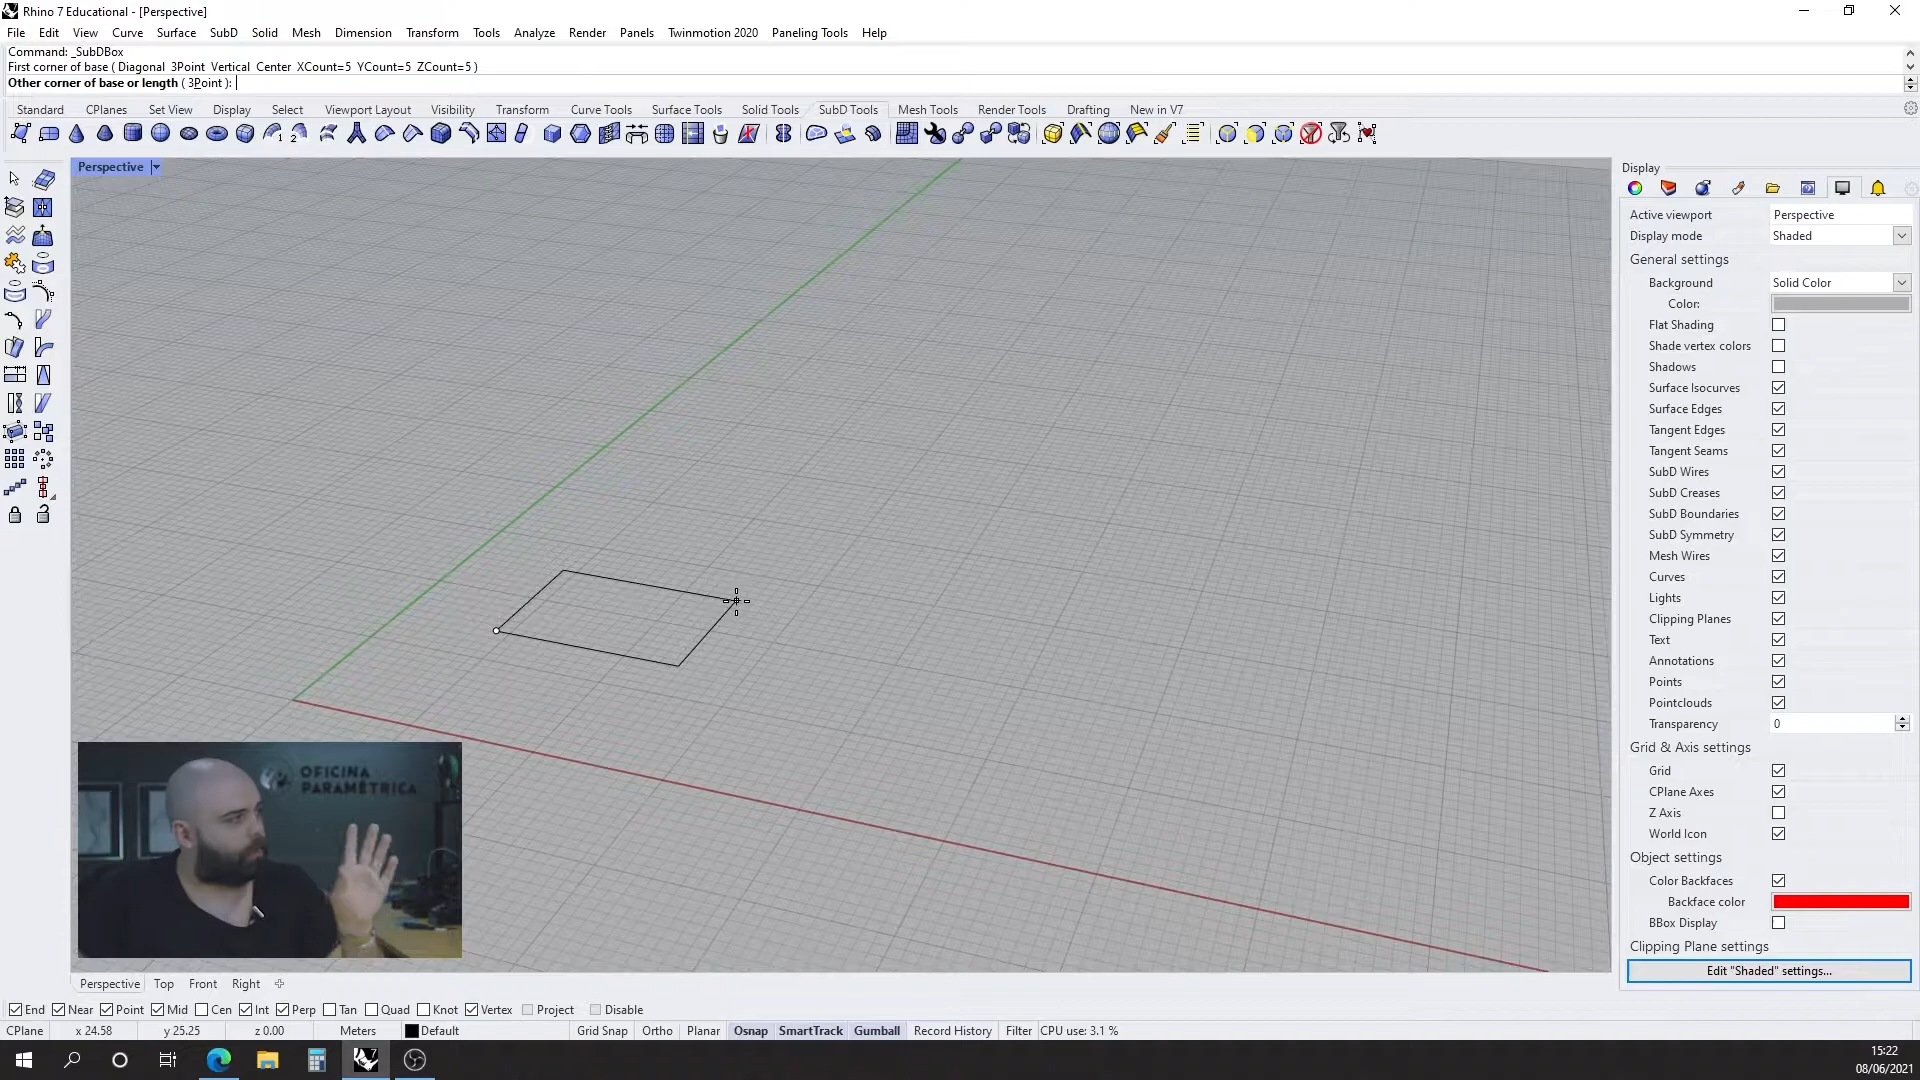 Rhino 7 Educational - [Perspective]
File Edit View Curve Surface SubD Solid Mesh Dimension Transform Tools Analyze Render Panels Twinmotion 2020 Paneling Tools Help
Command: _SubDBox
First corner of base ( Diagonal 3Point Vertical Center XCount=5 YCount=5 ZCount=5 )
Other corner of base or length ( 3Point ):
Standard CPlanes Set View Display Select Viewport Layout Visibility Transform Curve Tools Surface Tools Solid Tools SubD Tools Mesh Tools Render Tools Drafting New in V7
Perspective
Display
Active viewport Perspective
Display mode Shaded
General settings
Background Solid Color
Color:
Flat Shading
Shade vertex colors
Shadows
Surface Isocurves
Surface Edges
Tangent Edges
Tangent Seams
SubD Wires
SubD Creases
SubD Boundaries
SubD Symmetry
Mesh Wires
Curves
Lights
Clipping Planes
Text
Annotations
Points
Pointclouds
Transparency 0
Grid & Axis settings
Grid
CPlane Axes
Z Axis
World Icon
Object settings
Color Backfaces
Backface color
BBox Display
Clipping Plane settings
Edit "Shaded" settings...
OFICINA
PARAMÉTRICA
Perspective Top Front Right
End Near Point Mid Cen Int Perp Tan Quad Knot Vertex Project Disable
CPlane x 24.58 y 25.25 z 0.00 Meters Default Grid Snap Ortho Planar Osnap SmartTrack Gumball Record History Filter CPU use: 3.1 %
15:22
08/06/2021